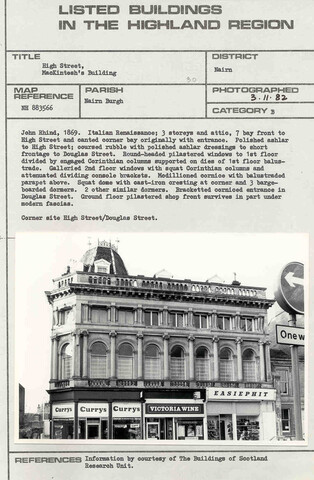 LISTED BUILDINGS
IN THE HIGHLAND REGION
TITLE
High Street,
MacKintosh's Building
DISTRICT
Nairn
30
MAP
REFERENCE
NH 883566
PARISH
Nairn Burgh
PHOTOGRAPHED
3.11.82
CATEGORY B
John Rhind, 1869. Italian Renaissance; 3 storeys and attic, 7 bay front to
High Street and canted corner bay originally with entrance. Polished ashlar
to High Street; coursed rubble with polished ashlar dressings to short
frontage to Douglas Street. Round-headed pilastered windows to 1st floor
divided by engaged Corinthian columns supported on dies of 1st floor balus-
trade. Galleried 2nd floor windows with squat Corinthian columns and
attenuated dividing console brackets. Modillioned cornice with balustraded
parapet above. Squat dome with cast-iron cresting at corner and 3 barge-
boarded dormers. 2 other similar dormers. Bracketted corniced entrance in
Douglas Street. Ground floor pilastered shop front survives in part under
modern fascias.
Corner site High Street/Douglas Street.
One w
EASIEPHIT
Currys
Currys
Currys
VICTORIA WINE
REFERENCES
Information by courtesy of The Buildings of Scotland
Research Unit.